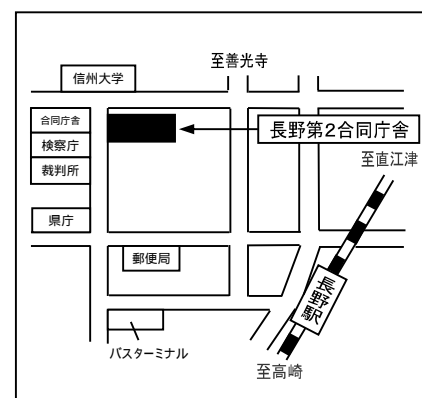 至善光寺
信州大学
合同庁舎
長野第2合同庁舎
検察庁
至直江津
裁判所
県庁
郵便局
長野駅
バスターミナル
至高崎